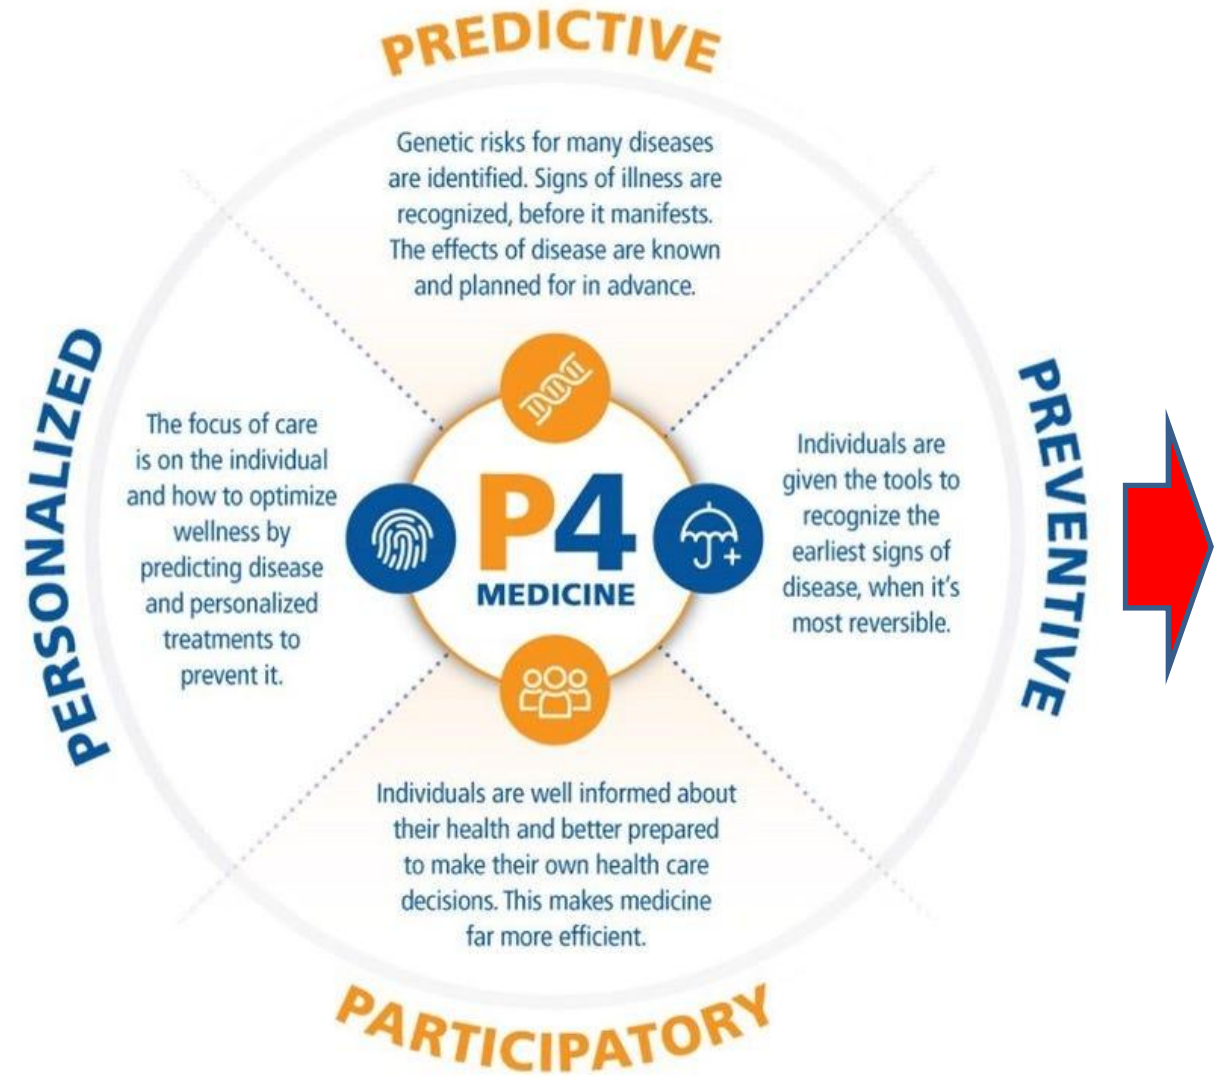 PREDICTIVE
Genetic risks for many diseases
are identified. Signs of illness are
recognized, before it manifests.
The effects of disease are known
and planned for in advance.
PERSONALIZED
The focus of care
is on the individual
and how to optimize
wellness by
predicting disease
and personalized
treatments to
prevent it.
P4
MEDICINE
Individuals are
given the tools to
recognize the
earliest signs of
disease, when it's
most reversible.
PREVENTIVE
Individuals are well informed about
their health and better prepared
to make their own health care
decisions. This makes medicine
far more efficient.
PARTICIPATORY